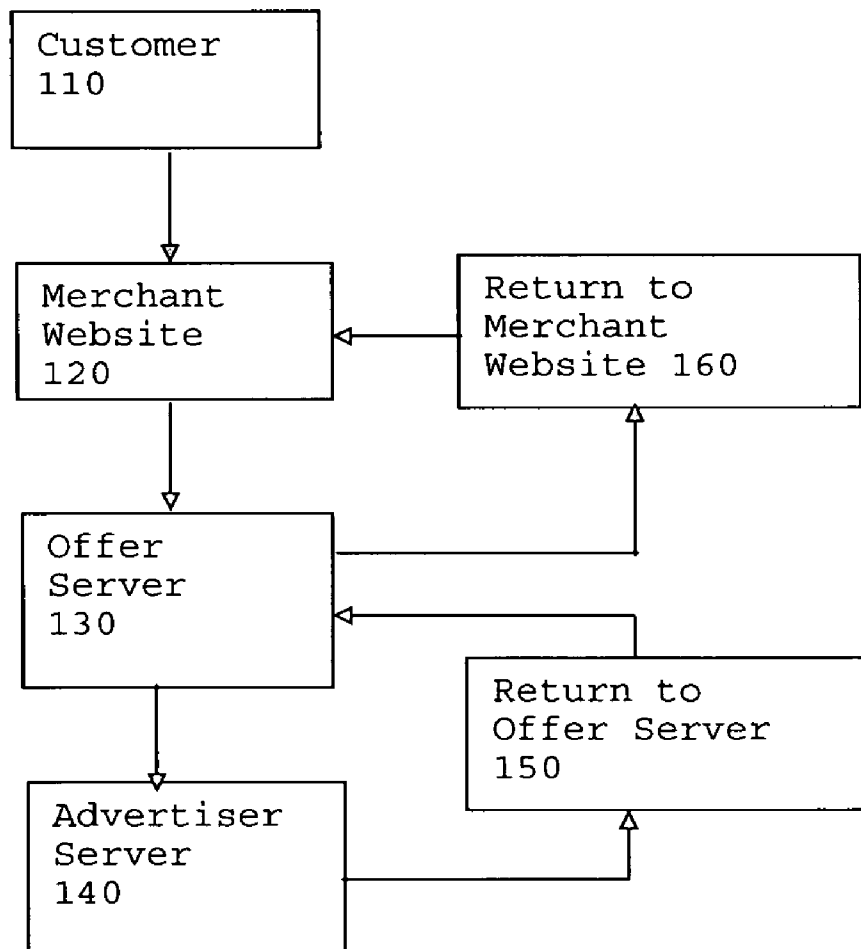 Customer
110
Merchant
Website
120
Return to
Merchant
Website 160
Offer
Server
130
Return to
Offer Server
150
Advertiser
Server
140